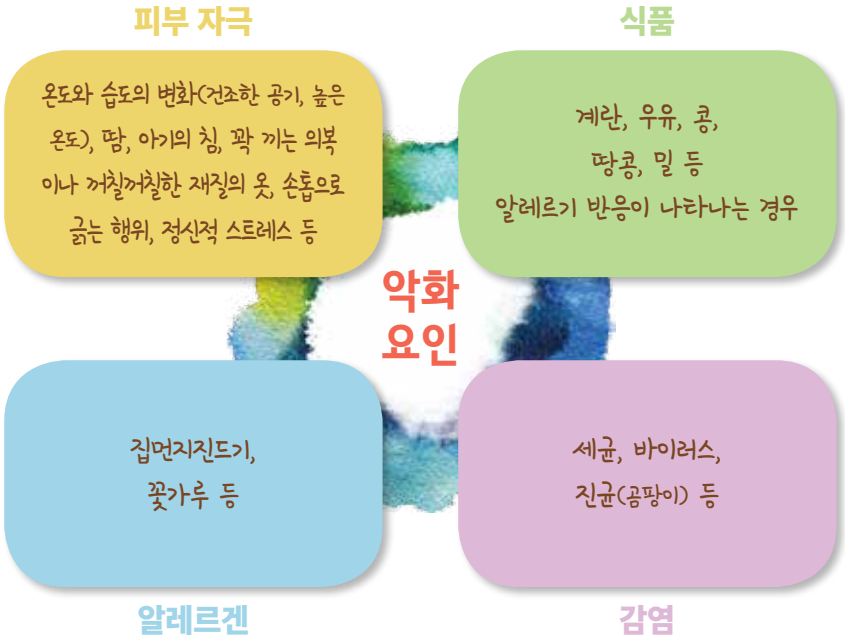 피부 자극
온도와 습도의 변화(건조한 공기, 높은
온도), 땀, 아기의 침, 꽉 끼는 의복
이나 꺼칠꺼칠한 재질의 옷, 손톱으로
긁는 행위, 정신적 스트레스 등
식품
계란, 우유, 콩,
땅콩, 밀 등
알레르기 반응이 나타나는 경우
악화
요인
집먼지진드기,
꽃가루 등
알레르겐
세균, 바이러스,
진균(곰팡이) 등
감염